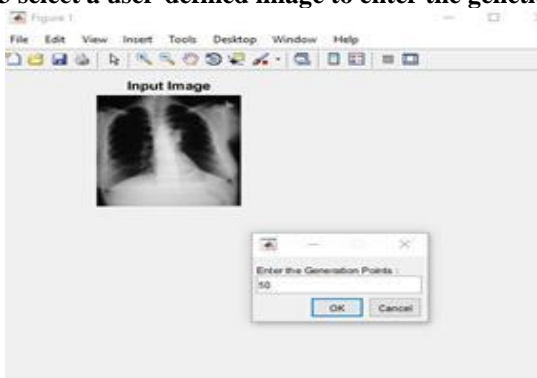 select a user-defined image to enter the
Figure 1
File Edit View Insert Tools Desktop Window Help
Input Image
Enter the Generation Points :
50
OK Cancel